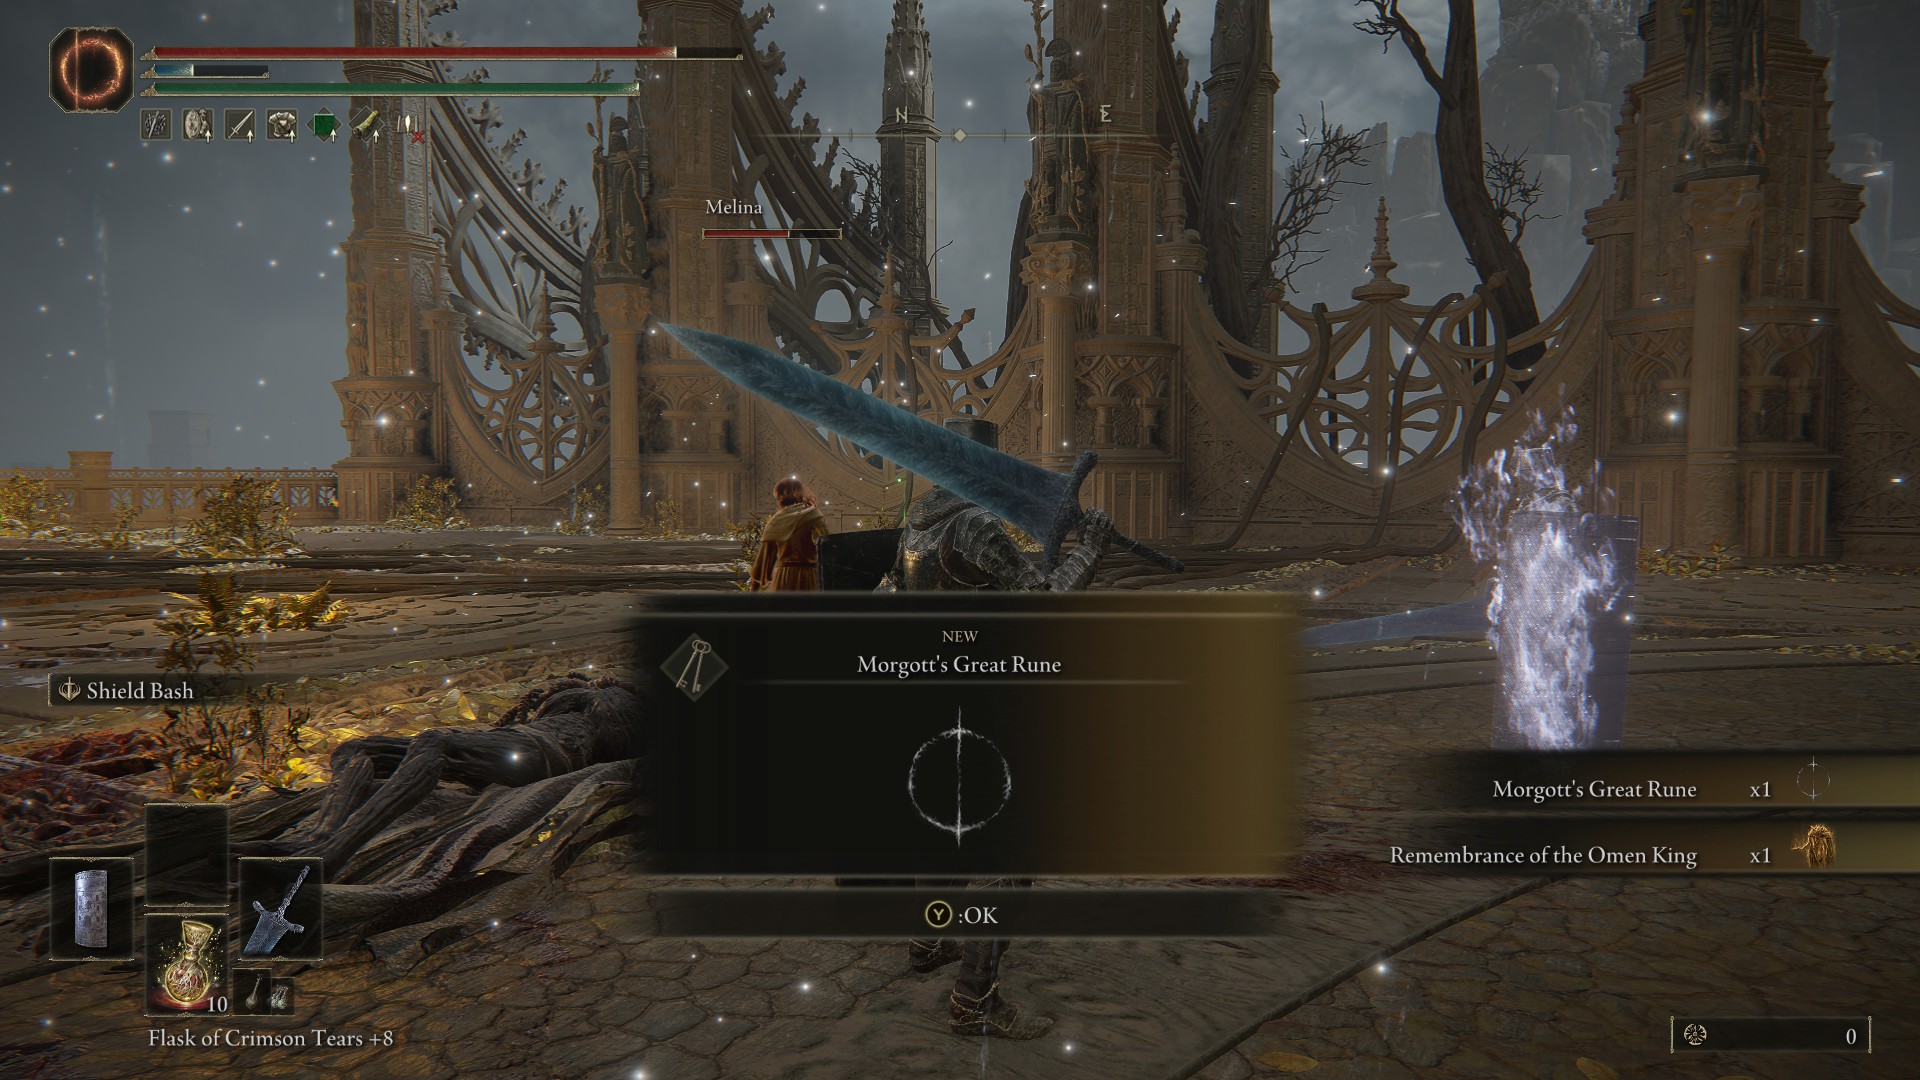 N
E
Melina
Shield Bash
NEW
Morgott's Great Rune
Y :OK
Morgott's Great Rune x1
Remembrance of the Omen King x1
10
Flask of Crimson Tears +8
0